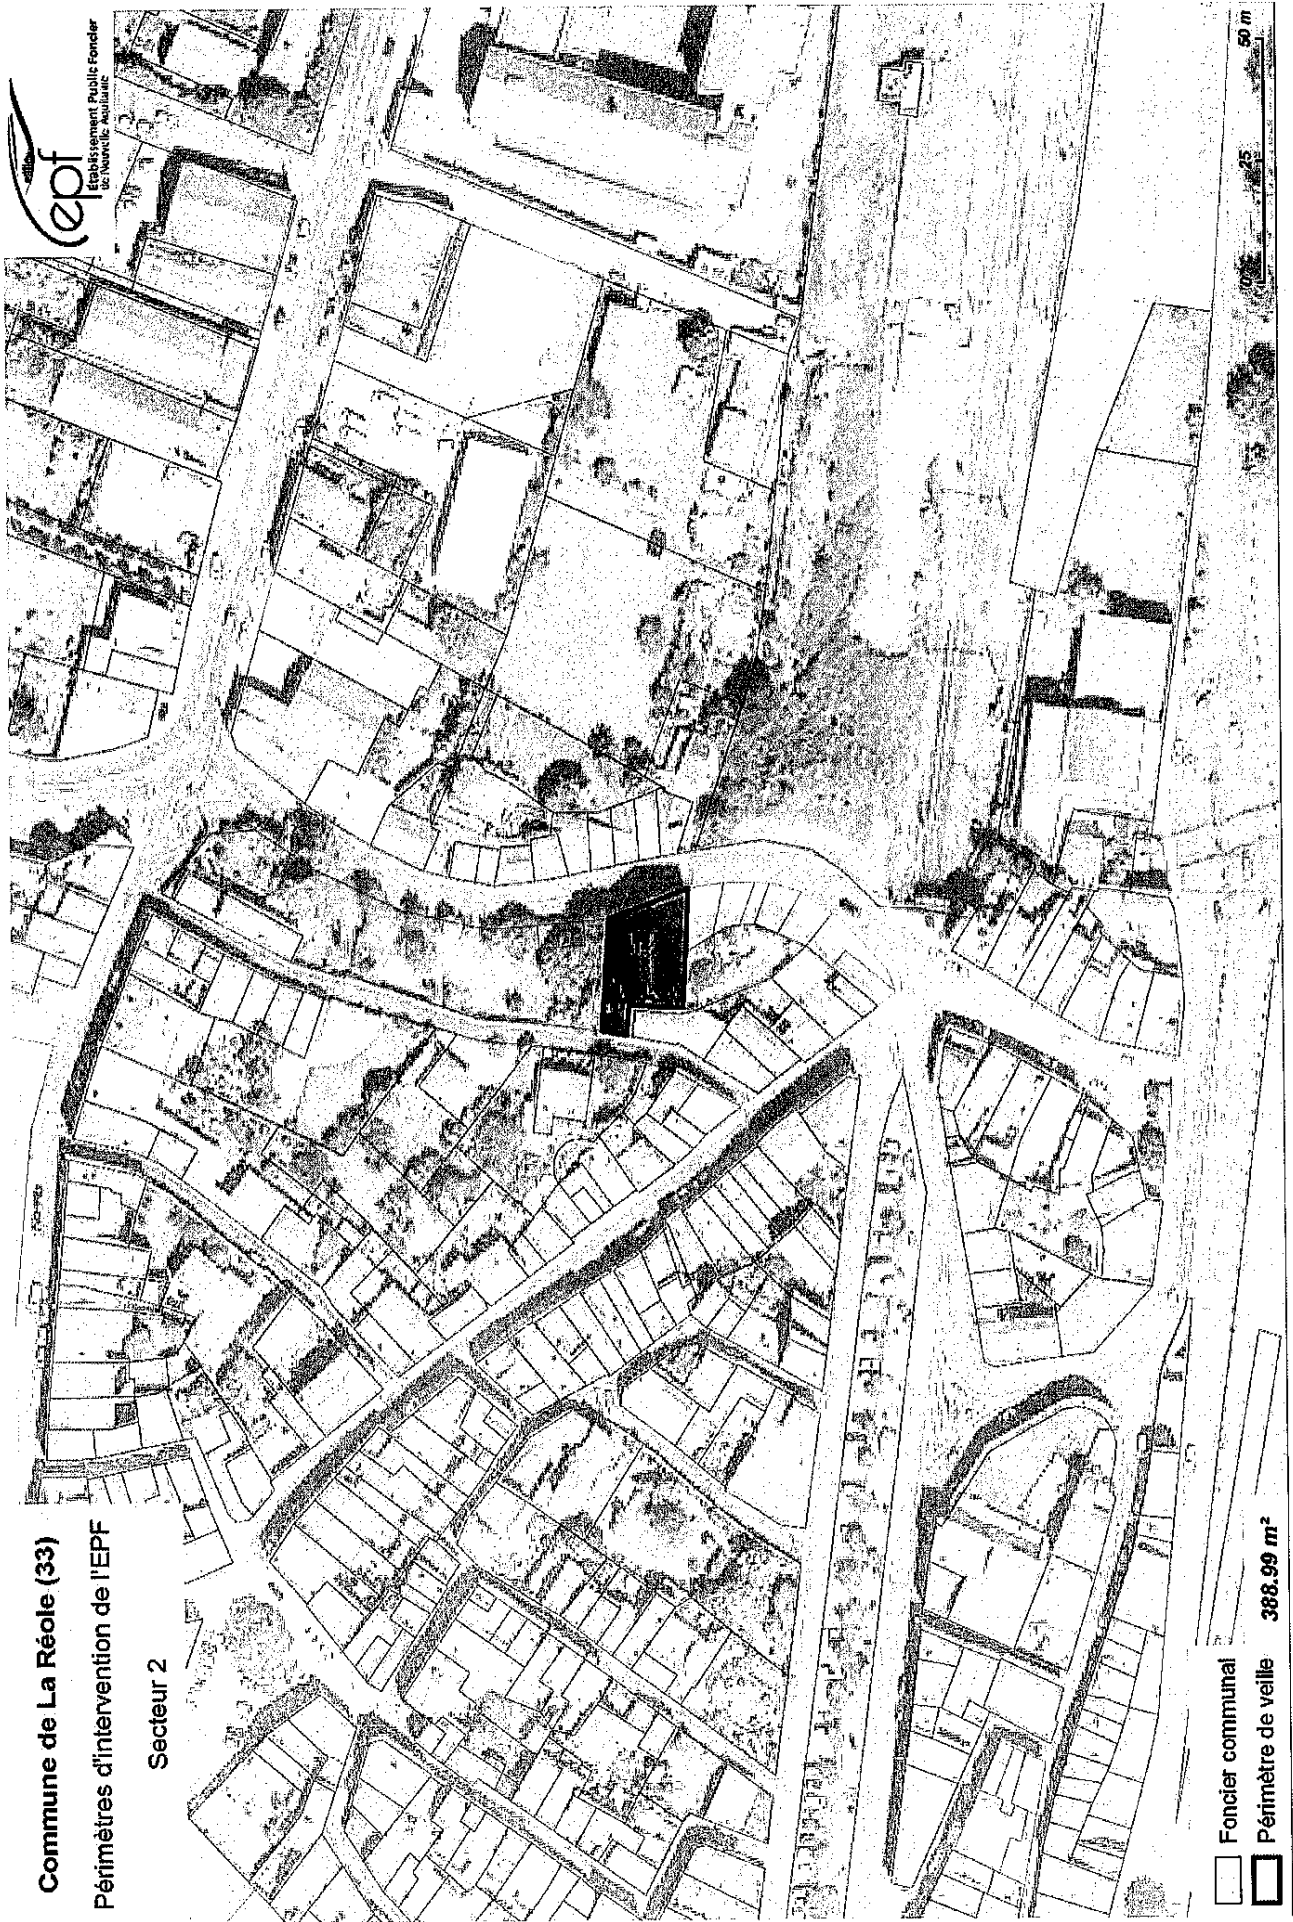 Commune de La Réole (33)
Périmètres d'intervention de l'EPF
Secteur 2
epf
Établissement Public Foncier
de Nouvelle Aquitaine
Foncier communal
Périmètre de veille 388.99 m²
0 25 50 m